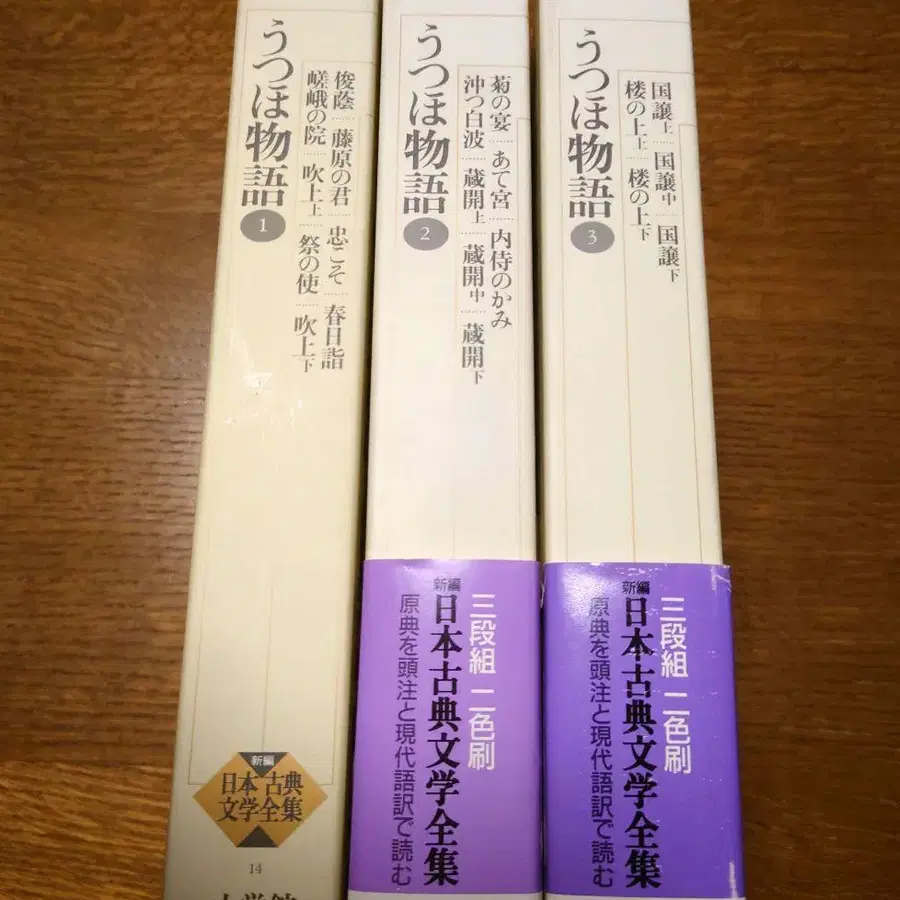 うつほ物語
1
俊蔭 藤原の君 忠こそ 春日詣
嵯峨の院 吹上上 祭の使 吹上下
新編
日本古典
文学全集
14
うつほ物語
2
菊の宴 あて宮 内侍のかみ
沖つ白波 蔵開上 蔵開中 蔵開下
三段組 二色刷
新編 日本古典文学全集
原典を頭注と現代語訳で読む
うつほ物語
3
国譲上 国譲中 国譲下
楼の上上 楼の上下
三段組 二色刷
新編 日本古典文学全集
原典を頭注と現代語訳で読む